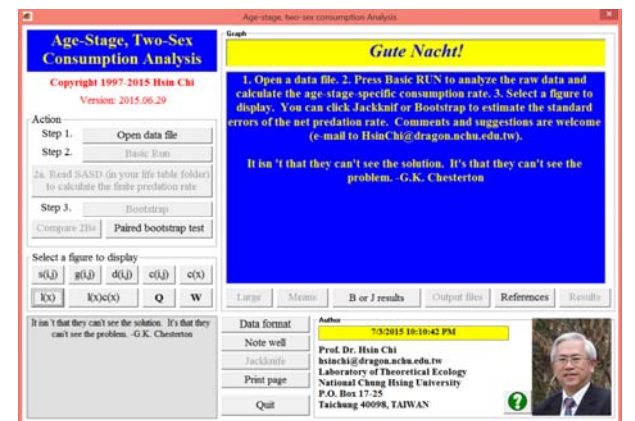 Age-stage, two-sex consumption Analysis
Age-Stage, Two-Sex
Consumption Analysis
Copyright 1997-2015 Hsin
Chi
Version: 2015.06.29
Action
Step 1.
Open data file
Step 2.
Basic Run
2a. Read SASD (in your life table folder)
to calculate the finite predation
rate
Step 3.
Bootstrap
Compare 2Bs
Paired bootstrap test
Select a figure to display
s(i,j)
g(i,j)
d(i,j)
c(i,j)
c(x)
l(x)
l(x)c(x)
Q
W
It isn 't that they can't see the solution. It's that they
can't see the problem. -G.K. Chesterton
Graph
Gute Nacht!
1. Open a data file. 2. Press Basic RUN to analyze the raw data and
calculate the age-stage-specific consumption rate. 3. Select a figure to
display. You can click Jackknif or Bootstrap to estimate the standard
errors of the net predation rate. Comments and suggestions are welcome
(e-mail to HsinChi@dragon.nchu.edu.tw).
It isn 't that they can't see the solution. It's that they can't see the
problem. -G.K. Chesterton
Large
Means
B or J results
Output files
References
Results
Data format
Note well
Jackknife
Print page
Quit
Author
7/3/2015 10:10:42 PM
Prof. Dr. Hsin Chi
hsinchi@dragon.nchu.edu.tw
Laboratory of Theoretical Ecology
National Chung Hsing University
P.O. Box 17-25
Taichung 40098, TAIWAN
?